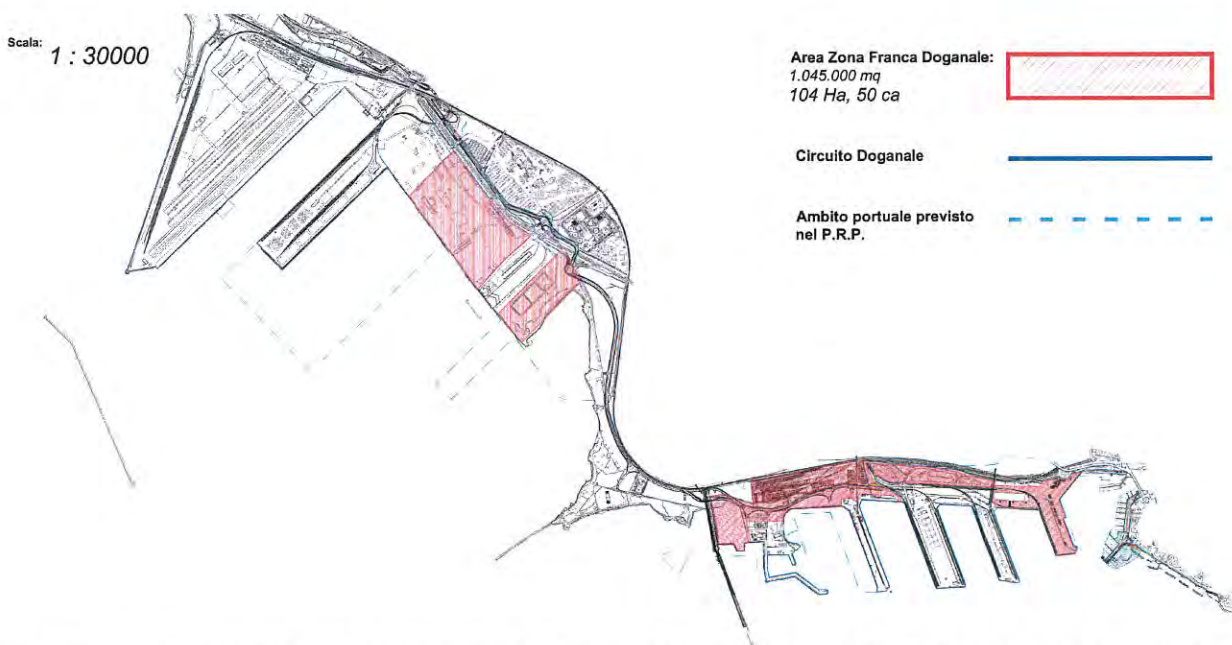 Scala: 1 : 30000
Area Zona Franca Doganale:
1.045.000 mq
104 Ha, 50 ca
Circuito Doganale
Ambito portuale previsto
nel P.R.P.